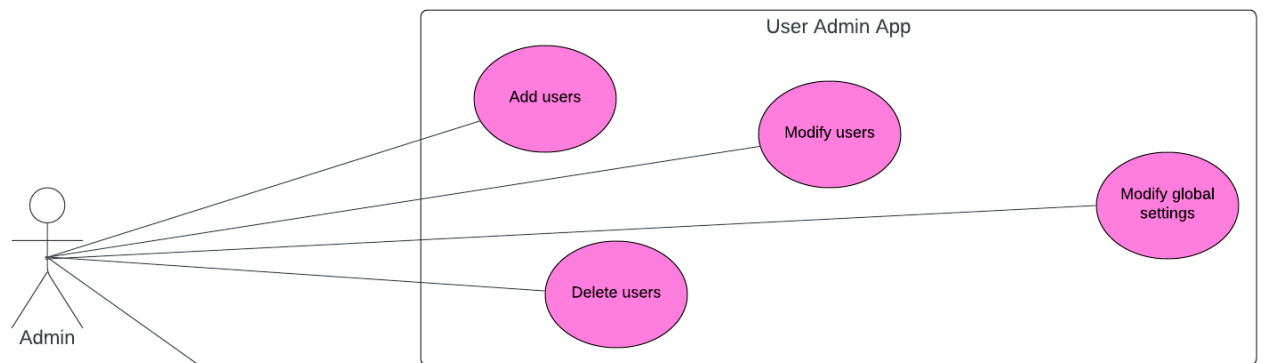 User Admin App
Add users
Modify users
Modify global
settings
Delete users
Admin